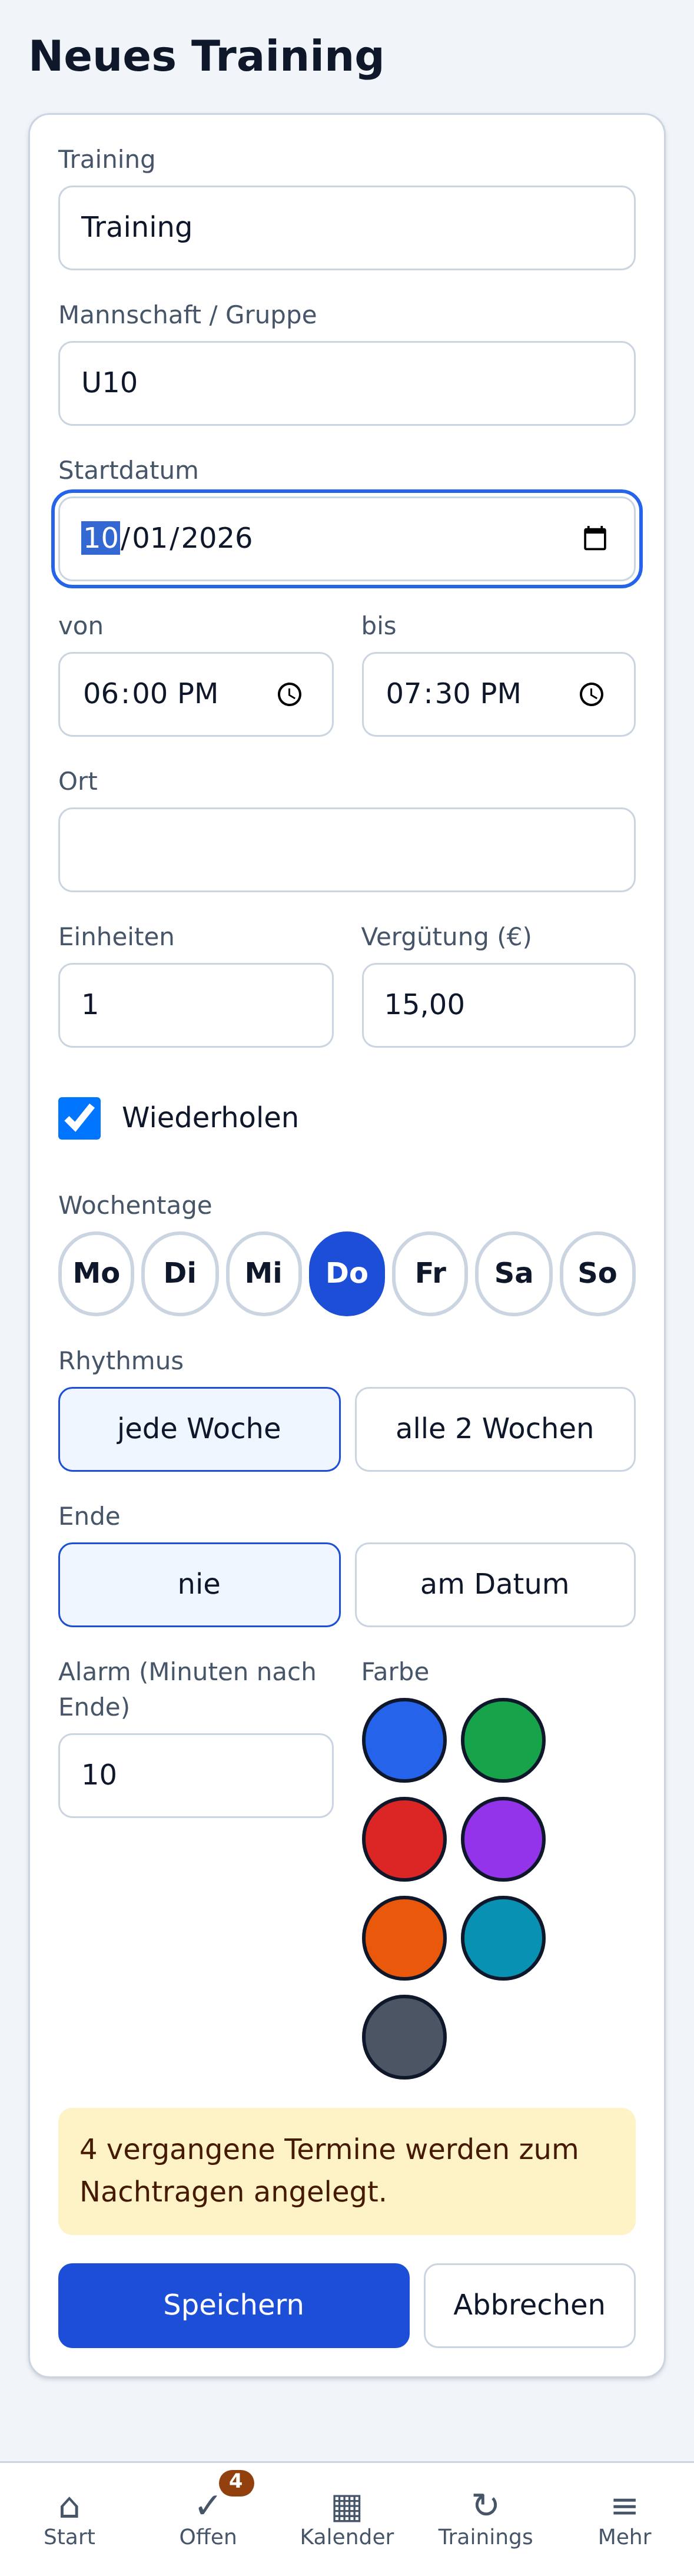 Neues Training
Training
Training
Mannschaft / Gruppe
U10
Startdatum
10/01/2026
von bis
06:00 PM 07:30 PM
Ort
Einheiten Vergütung (€)
1 15,00
Wiederholen
Wochentage
Mo Di Mi Do Fr Sa So
Rhythmus
jede Woche alle 2 Wochen
Ende
nie am Datum
Alarm (Minuten nach Farbe
Ende)
10
4 vergangene Termine werden zum
Nachtragen angelegt.
Speichern Abbrechen
4
Start Offen Kalender Trainings Mehr